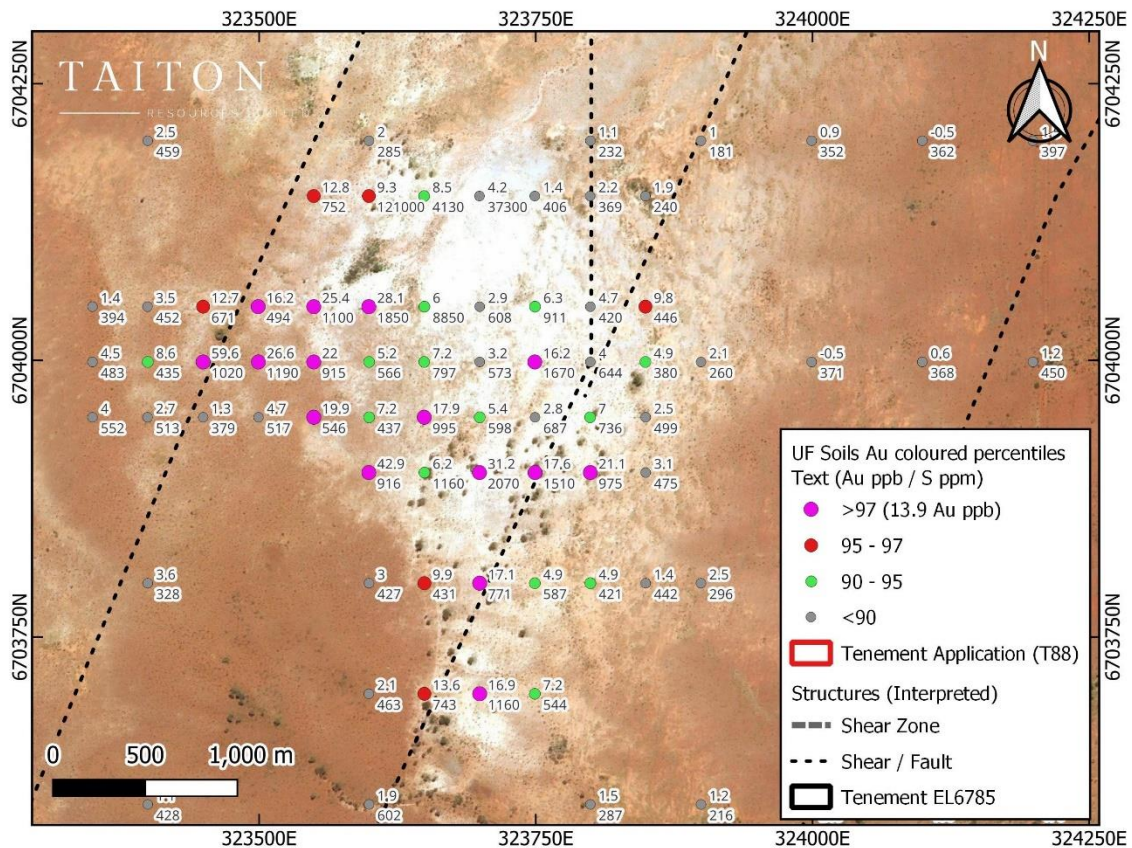 323500E 323750E 324000E 324250E
6704250N 6704250N
TAITON
RESOURCES
N
2.5 2 1.1 1 0.9 -0.5
459 285 232 181 352 362 397
12.8 9.3 8.5 4.2 1.4 2.2 1.9
752 121000 4130 37300 406 369 240
1.4 3.5 12.7 16.2 25.4 28.1 6 2.9 6.3 4.7 9.8
394 452 671 494 1100 1850 8850 608 911 420 446
6704000N 6704000N
4.5 8.6 59.6 26.6 22 5.2 7.2 3.2 16.2 4 4.9 2.1 -0.5 0.6 1.2
483 435 1020 1190 915 566 797 573 1670 644 380 260 371 368 450
4 2.7 1.3 4.7 19.9 7.2 17.9 5.4 2.8 7 2.5
552 513 379 517 546 437 995 598 687 736 499
42.9 6.2 31.2 17.6 21.1 3.1
916 1160 2070 1510 975 475
3.6 3 9.9 17.1 4.9 4.9 1.4 2.5
328 427 431 771 587 421 442 296
6703750N 6703750N
2.1 13.6 16.9 7.2
463 743 1160 544
1.9 1.5 1.2
428 602 287 216
0 500 1,000 m
UF Soils Au coloured percentiles
Text (Au ppb / S ppm)
>97 (13.9 Au ppb)
95 - 97
90 - 95
<90
Tenement Application (T88)
Structures (Interpreted)
Shear Zone
Shear / Fault
Tenement EL6785
323500E 323750E 324000E 324250E